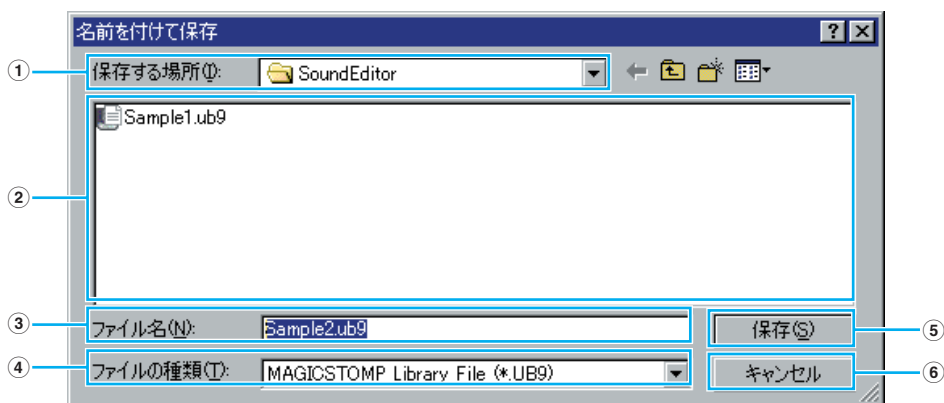 名前を付けて保存
① 保存する場所(I): SoundEditor
② Sample1.ub9
③ ファイル名(N): Sample2.ub9
保存(S) ⑤
④ ファイルの種類(T): MAGICSTOMP Library File (*.UB9)
キャンセル ⑥